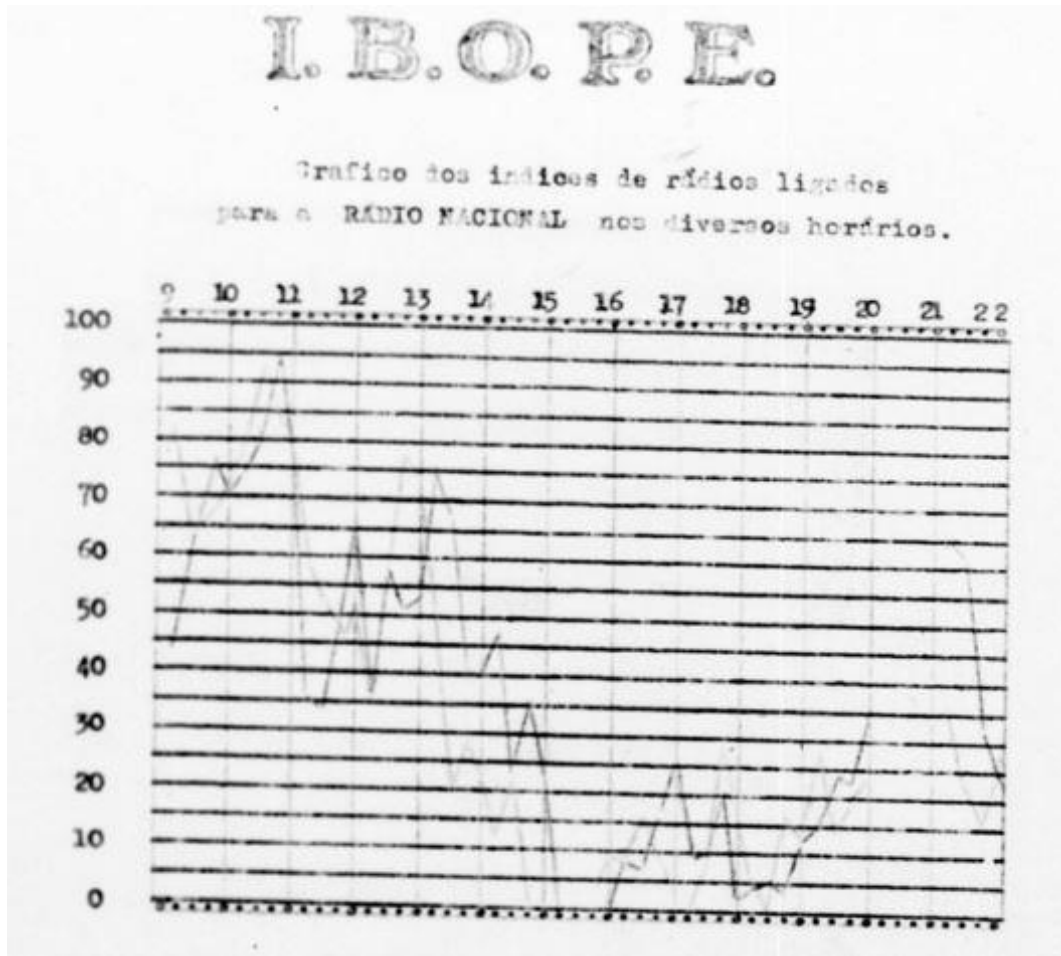 I. B. O. P. E.
Grafico dos indices de rádios ligados
para a RÁDIO NACIONAL nos diversos horários.
9 10 11 12 13 14 15 16 17 18 19 20 21 22 2
100
90
80
70
60
50
40
30
20
10
0